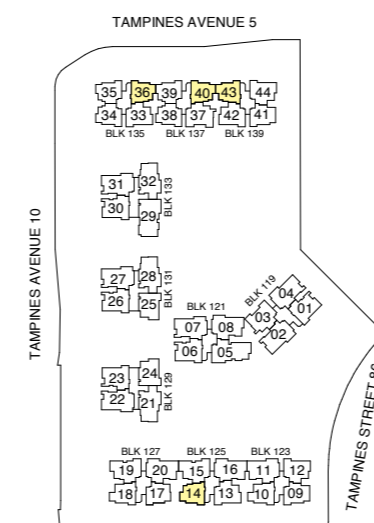 TAMPINES AVENUE 5
35 36 39 40 43 44
34 33 38 37 42 41
BLK 135 BLK 137 BLK 139
31 32
30 29
BLK 133
TAMPINES AVENUE 10
27 28
26 25
BLK 131
BLK 119
04
03 01
02
BLK 121
07 08
06 05
23 24
22 21
BLK 129
BLK 127 BLK 125 BLK 123
19 20 15 16 11 12
18 17 14 13 10 09
TAMPINES STREET